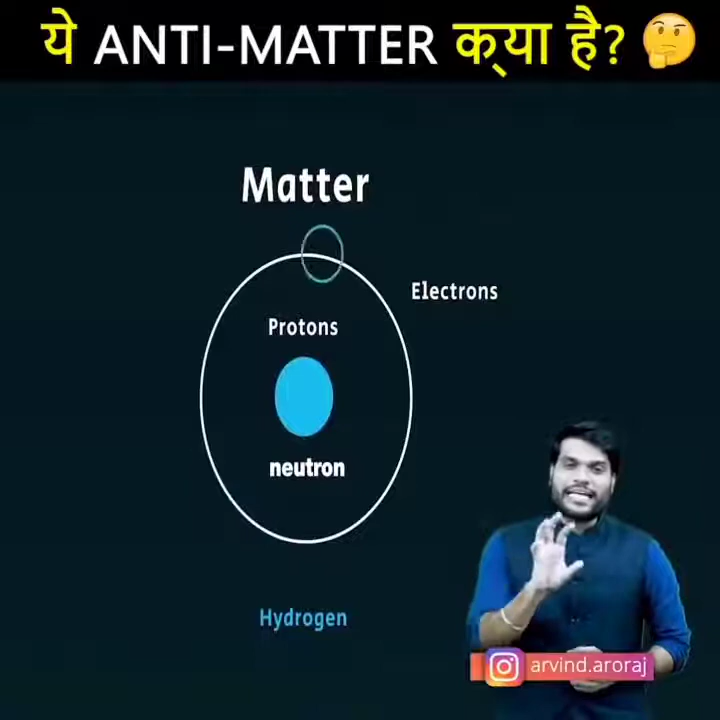 ये ANTI-MATTER क्या है? 🤔
Matter
Electrons
Protons
neutron
Hydrogen
arvind.aroraj